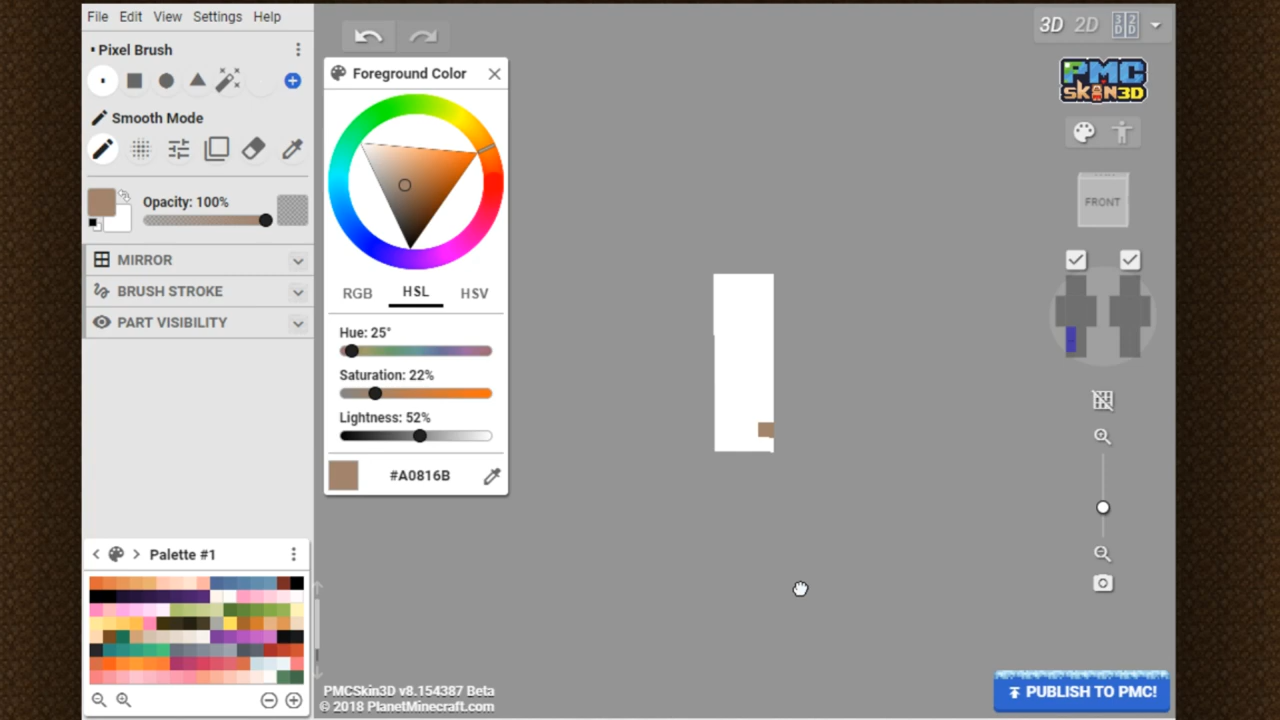 File Edit View Settings Help
3D 2D 3D 2D
Pixel Brush
Foreground Color
PMC
SKIN3D
Smooth Mode
Opacity: 100%
FRONT
MIRROR
BRUSH STROKE
RGB HSL HSV
PART VISIBILITY
Hue: 25°
Saturation: 22%
Lightness: 52%
#A0816B
Palette #1
PMCSkin3D v8.154387 Beta
© 2018 PlanetMinecraft.com
PUBLISH TO PMC!